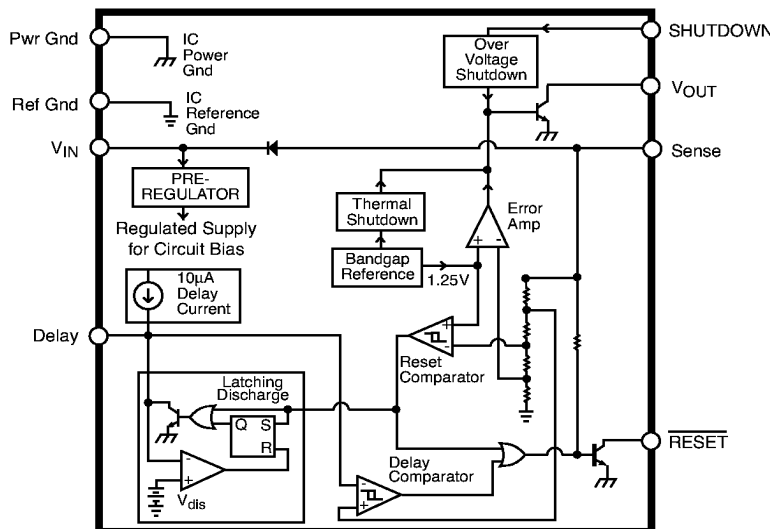 Pwr Gnd
IC
Power
Gnd
Over
Voltage
Shutdown
SHUTDOWN
Ref Gnd
IC
Reference
Gnd
VOUT
VIN
Sense
PRE-
REGULATOR
Regulated Supply
for Circuit Bias
Thermal
Shutdown
Error
Amp
+ -
Bandgap
Reference
1.25V
10µA
Delay
Current
Delay
+
-
Reset
Comparator
Latching
Discharge
Q S
R
-
+
Vdis
Delay
Comparator
-
+
RESET